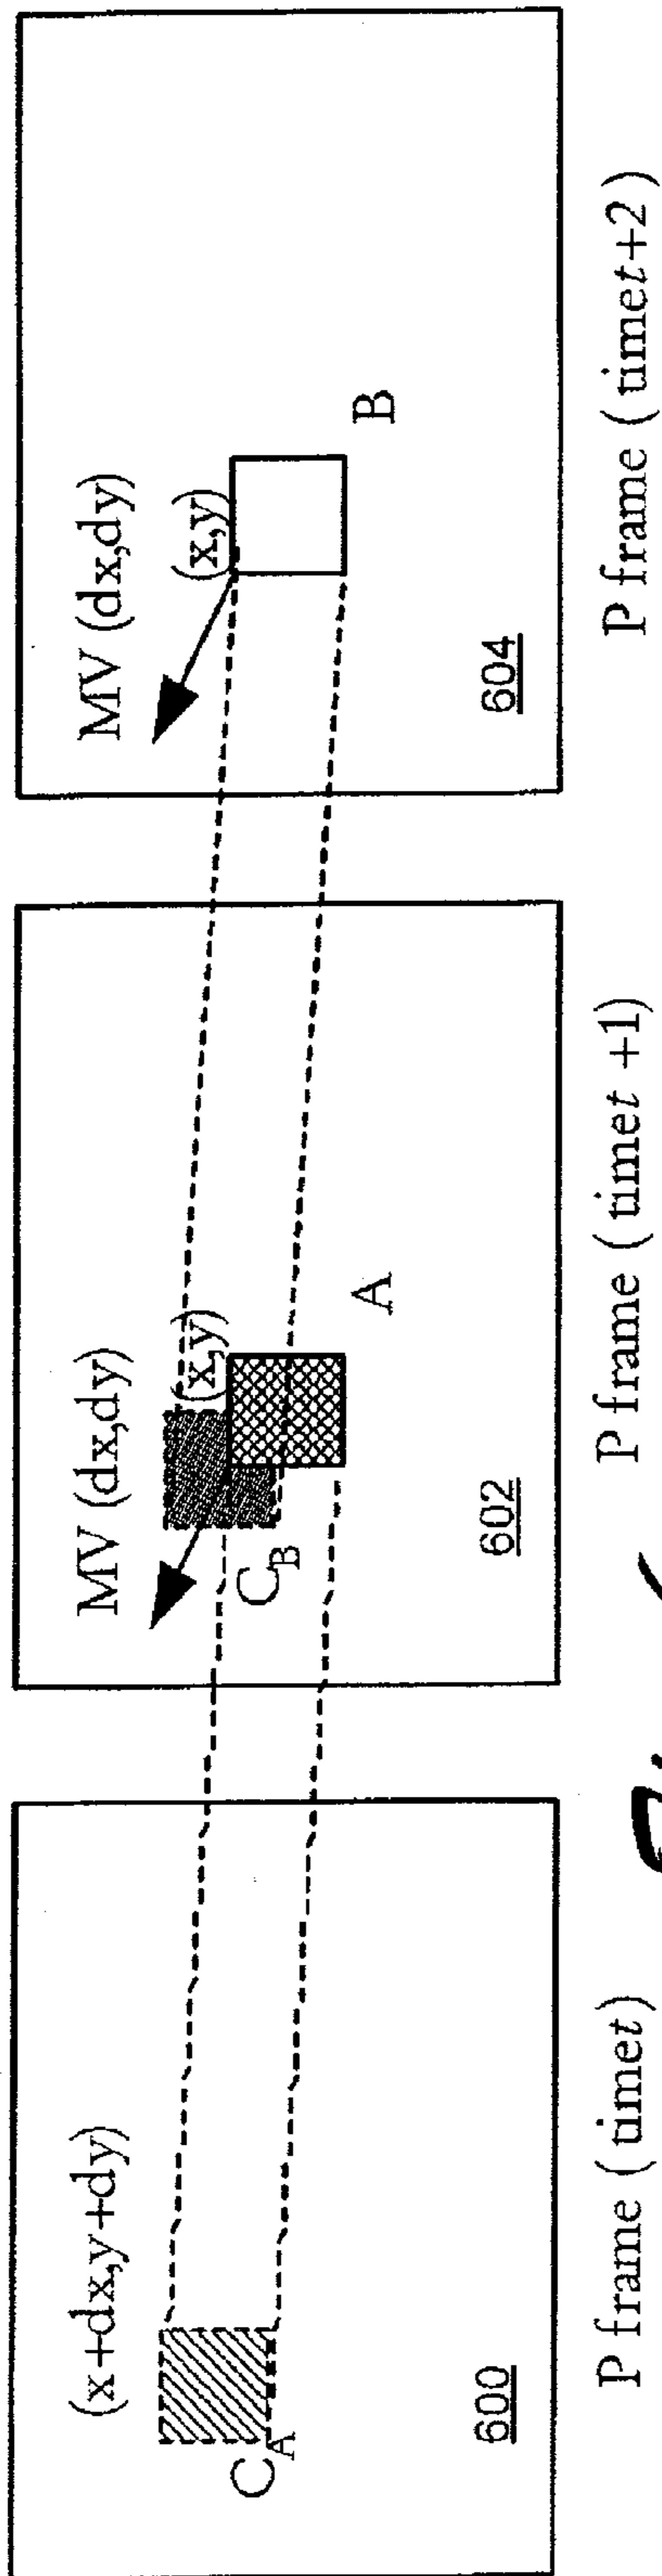 (x+dx,y+dy)
C_A
600
P frame ( time t)
MV (dx,dy)
(x,y)
C_B
A
602
P frame ( time t +1)
MV (dx,dy)
(x,y)
B
604
P frame ( time t+2 )